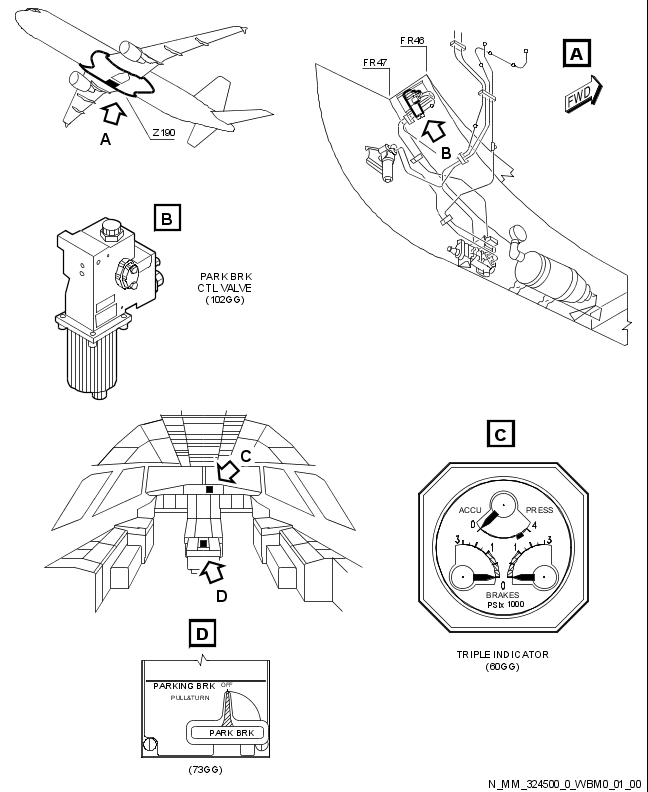 A
Z190
FR46
FR47
A
FWD
B
B
PARK BRK
CTL VALVE
(102GG)
C
D
C
ACCU PRESS
0 4
3 1 1 3
0
BRAKES
PSI x 1000
TRIPLE INDICATOR
(60GG)
D
PARKING BRK OFF
PULL&TURN
PARK BRK
(73GG)
N_MM_324500_0_WBM0_01_00